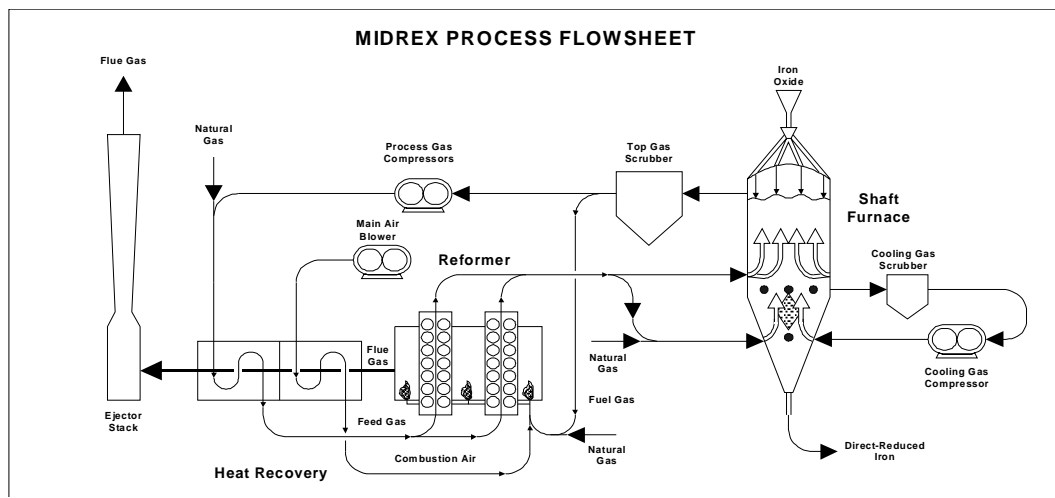 MIDREX PROCESS FLOWSHEET
Flue Gas
Iron
Oxide
Natural
Gas
Process Gas
Compressors
Top Gas
Scrubber
Shaft
Furnace
Main Air
Blower
Reformer
Cooling Gas
Scrubber
Flue
Gas
Natural
Gas
Cooling Gas
Compressor
Fuel Gas
Ejector
Stack
Feed Gas
Combustion Air
Natural
Gas
Direct-Reduced
Iron
Heat Recovery